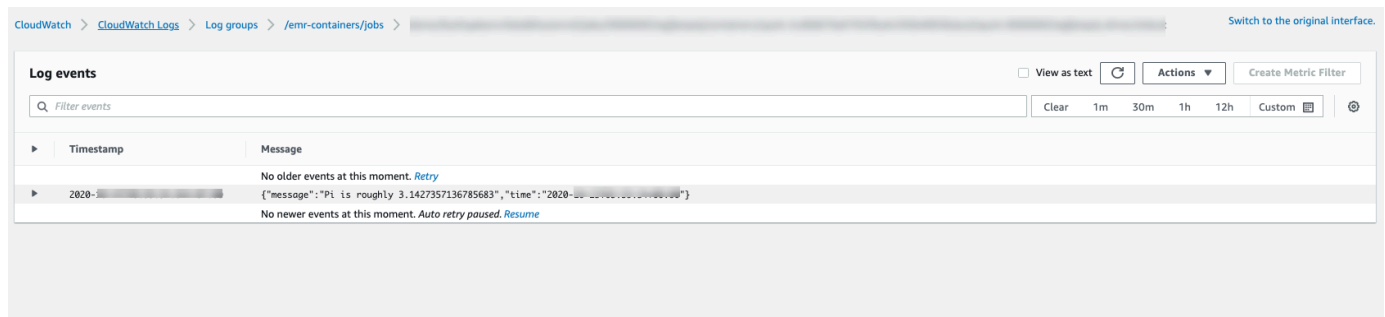 CloudWatch > CloudWatch Logs > Log groups > /emr-containers/jobs >
Switch to the original interface.
Log events
View as text
Actions ▼
Create Metric Filter
Filter events
Clear 1m 30m 1h 12h Custom
Timestamp Message
No older events at this moment. Retry
2020- {"message":"Pi is roughly 3.1427357136785683","time":"2020- "}
No newer events at this moment. Auto retry paused. Resume